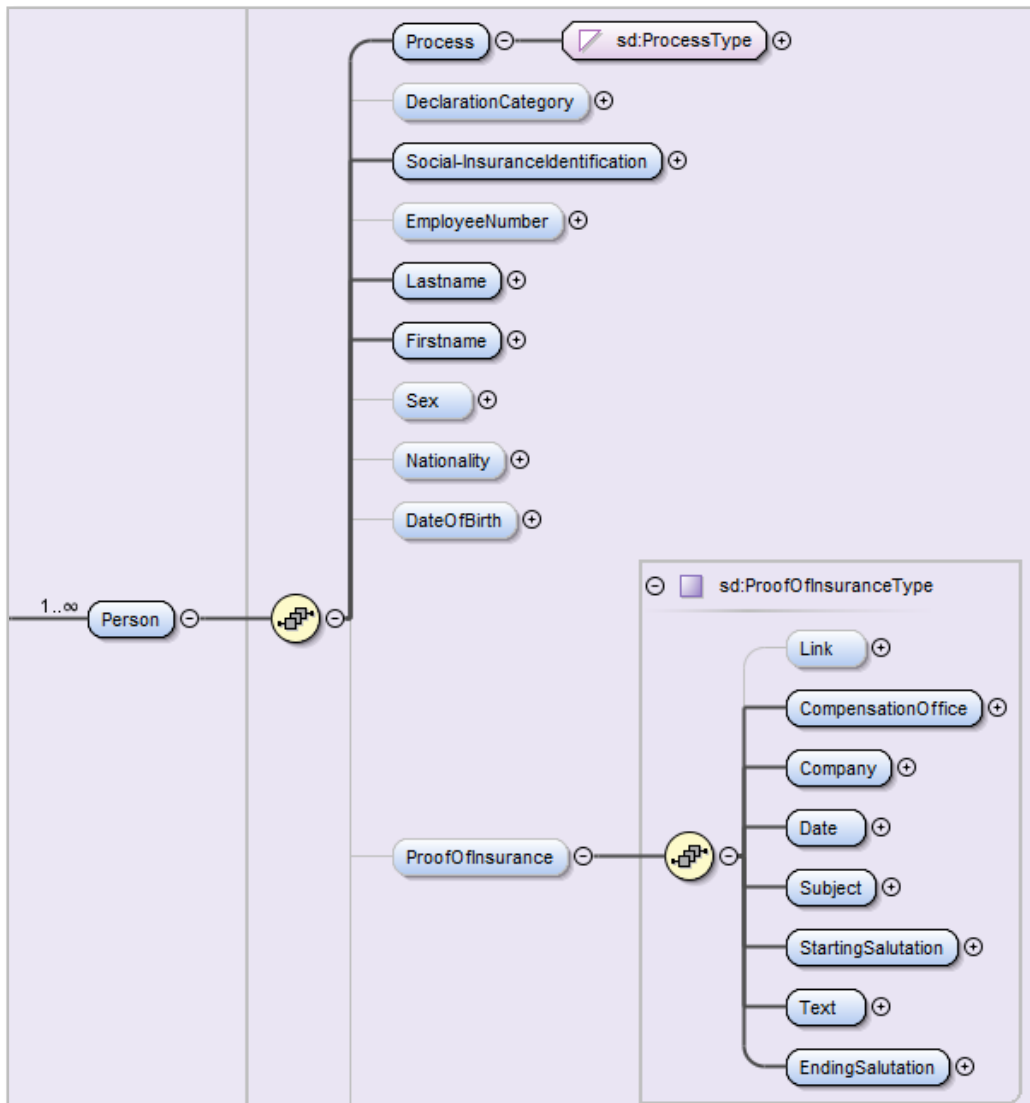 Process
sd:ProcessType
DeclarationCategory
Social-InsuranceIdentification
EmployeeNumber
Lastname
Firstname
Sex
Nationality
DateOfBirth
sd:ProofOfInsuranceType
1..∞
Person
Link
CompensationOffice
Company
Date
ProofOfInsurance
Subject
StartingSalutation
Text
EndingSalutation